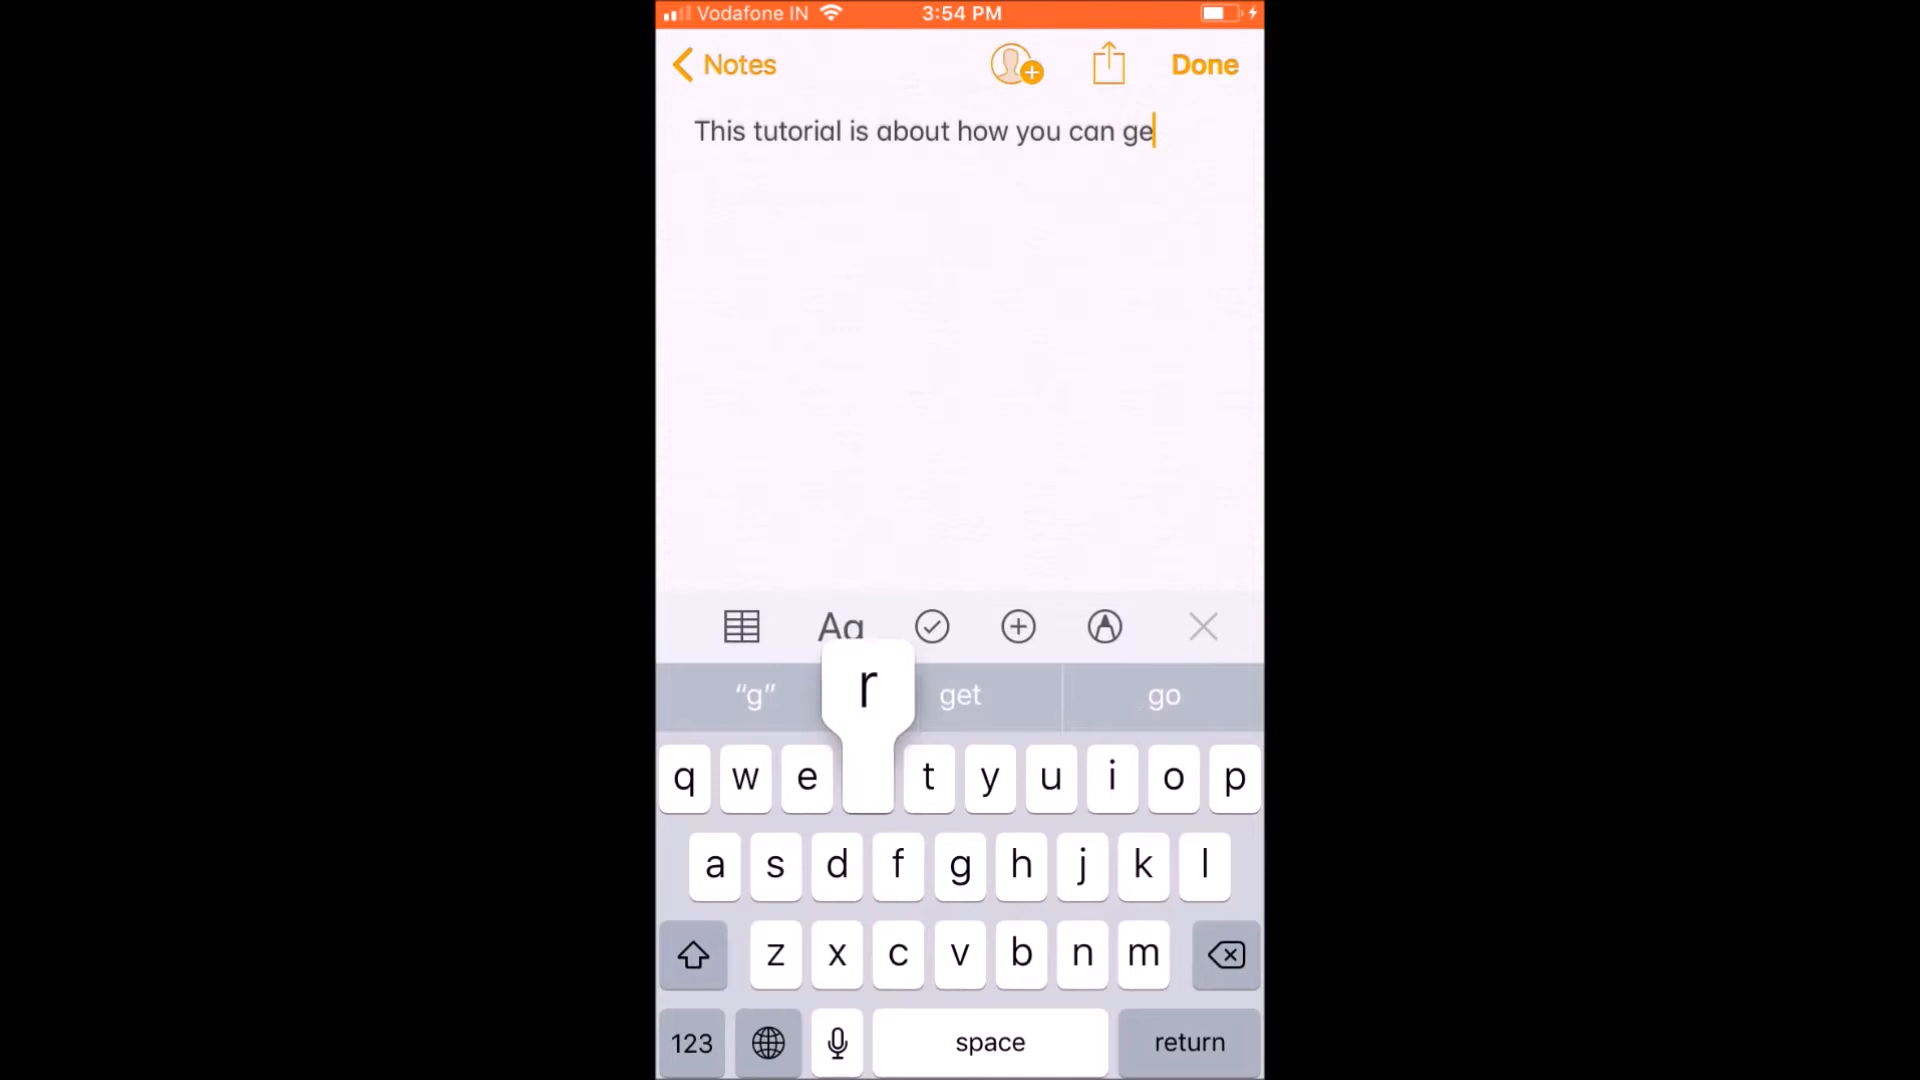 Vodafone IN 3:54 PM
Notes Done
This tutorial is about how you can ge
Aa
r
“g” get go
q w e t y u i o p
a s d f g h j k l
z x c v b n m
123 space return